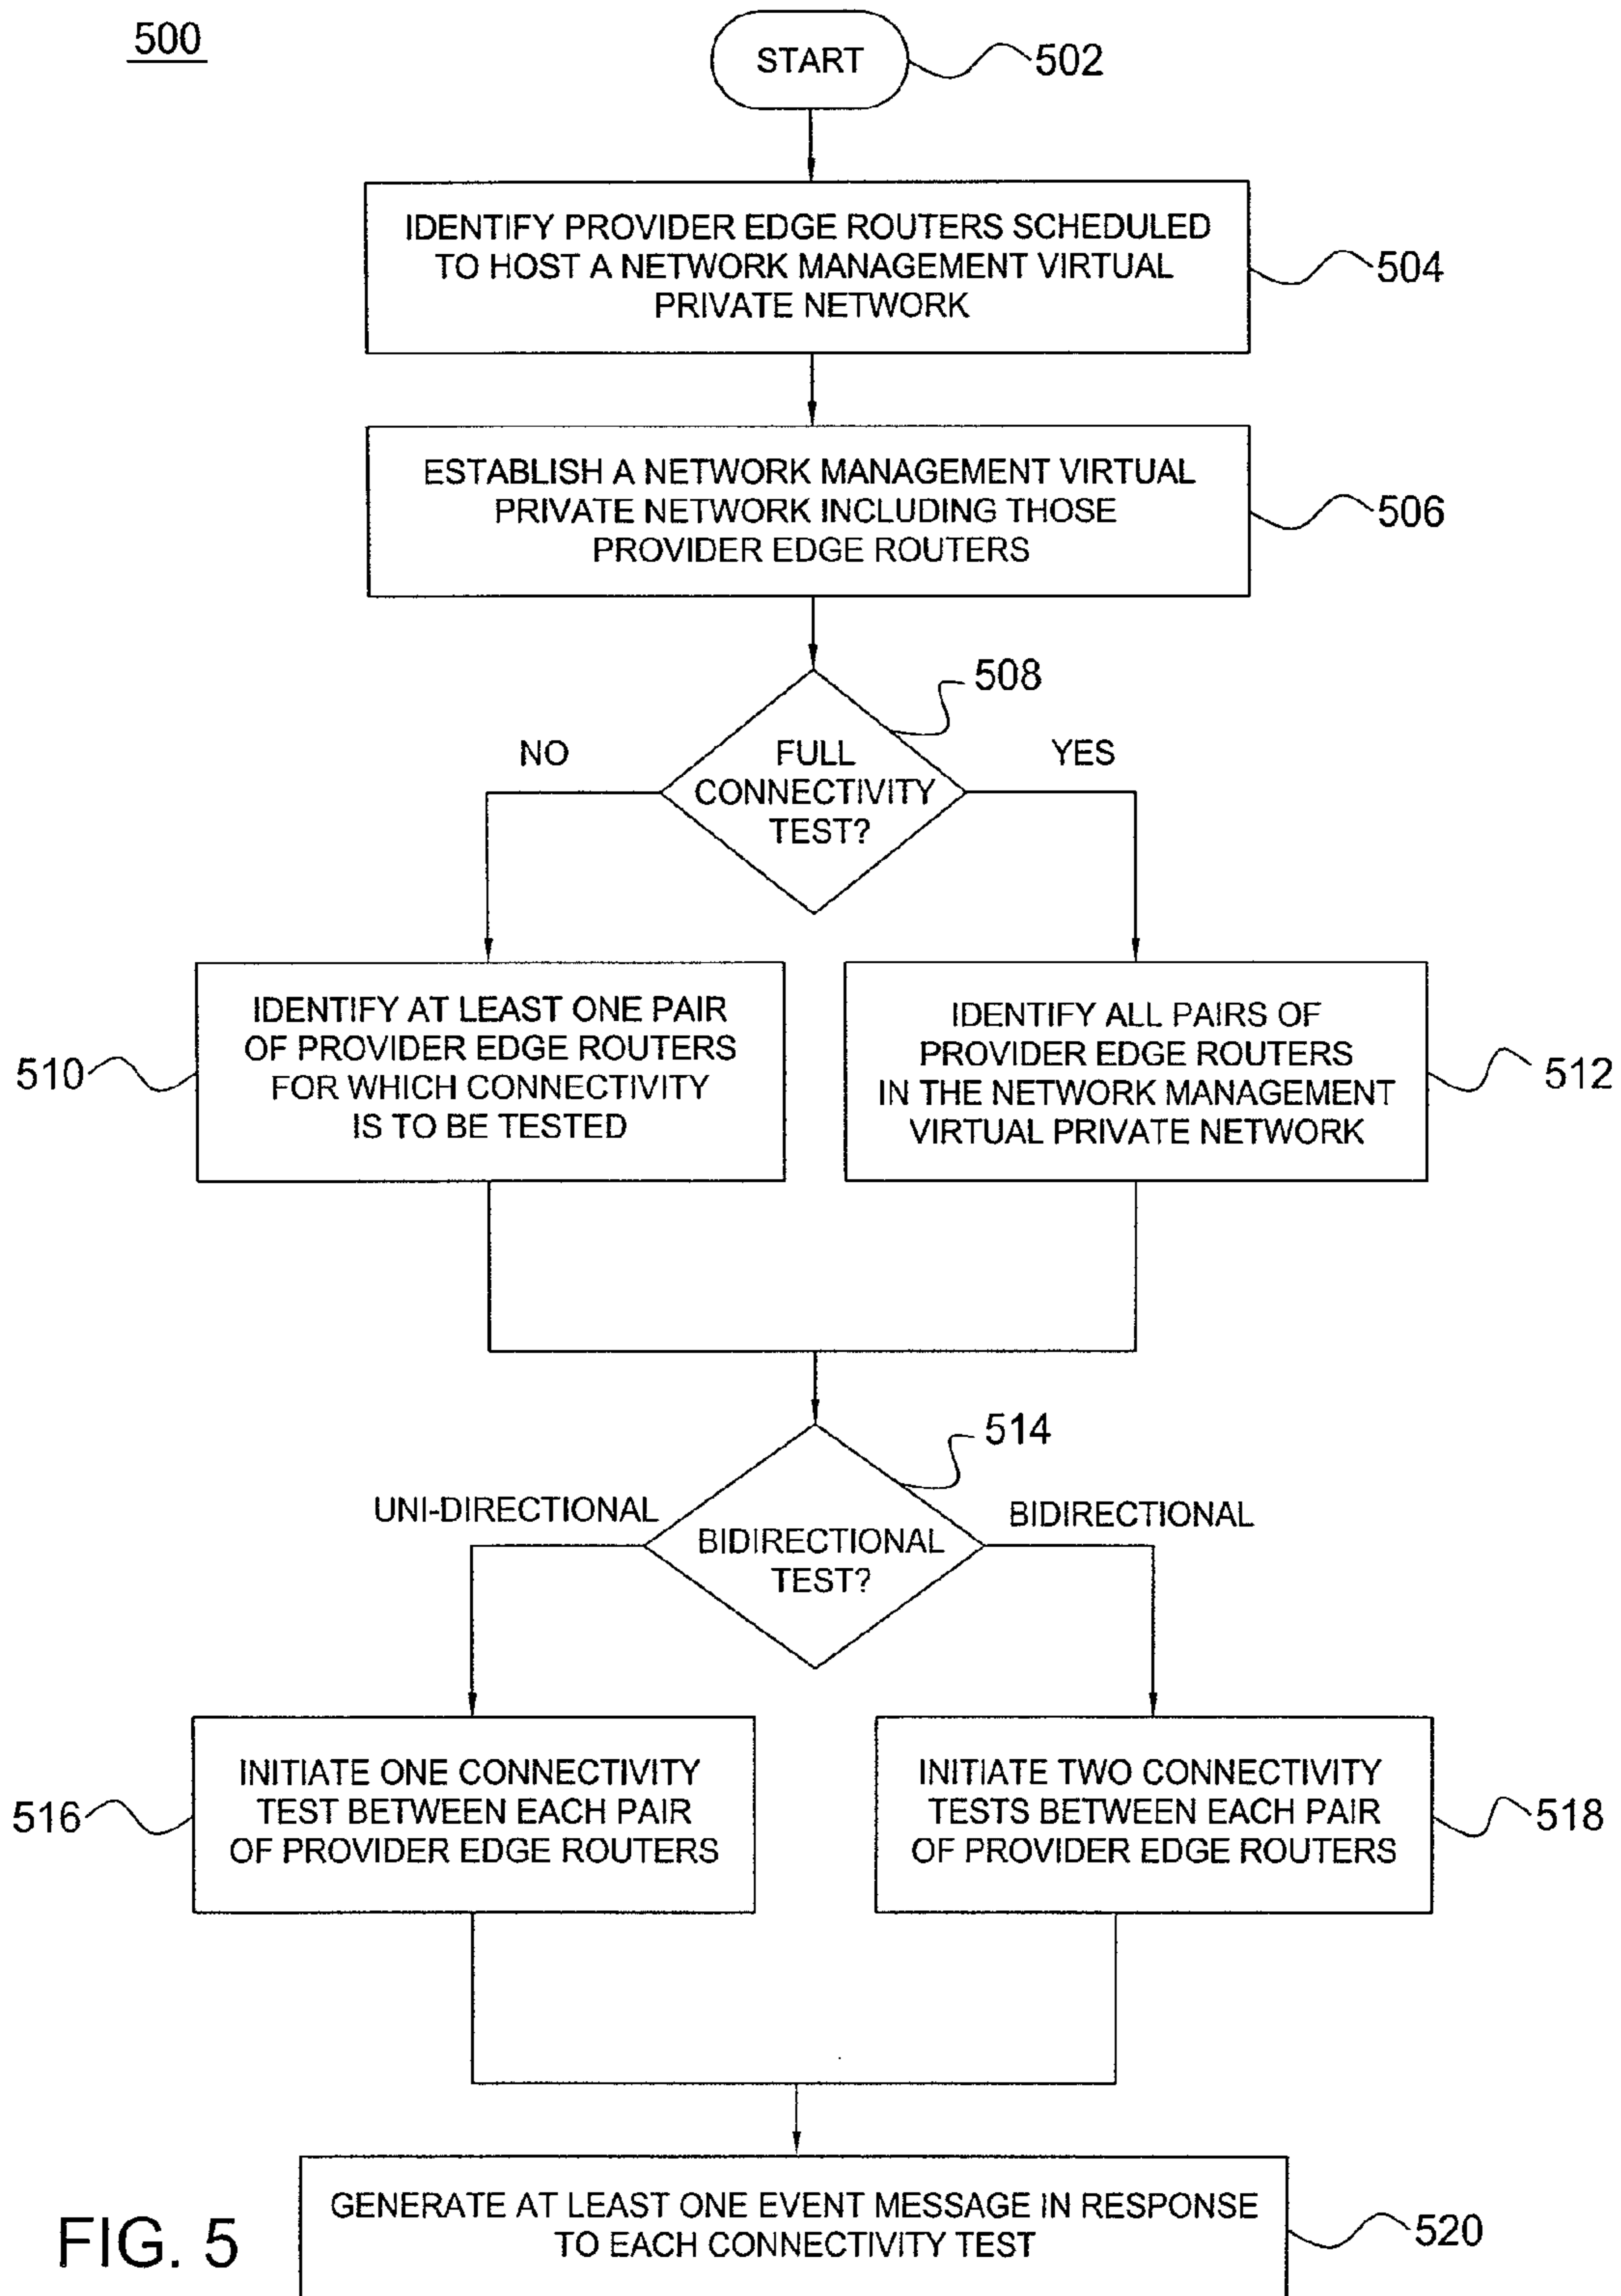 500
START
502
IDENTIFY PROVIDER EDGE ROUTERS SCHEDULED
TO HOST A NETWORK MANAGEMENT VIRTUAL
PRIVATE NETWORK
504
ESTABLISH A NETWORK MANAGEMENT VIRTUAL
PRIVATE NETWORK INCLUDING THOSE
PROVIDER EDGE ROUTERS
506
508
NO
FULL
CONNECTIVITY
TEST?
YES
510
IDENTIFY AT LEAST ONE PAIR
OF PROVIDER EDGE ROUTERS
FOR WHICH CONNECTIVITY
IS TO BE TESTED
IDENTIFY ALL PAIRS OF
PROVIDER EDGE ROUTERS
IN THE NETWORK MANAGEMENT
VIRTUAL PRIVATE NETWORK
512
514
UNI-DIRECTIONAL
BIDIRECTIONAL
TEST?
BIDIRECTIONAL
516
INITIATE ONE CONNECTIVITY
TEST BETWEEN EACH PAIR
OF PROVIDER EDGE ROUTERS
INITIATE TWO CONNECTIVITY
TESTS BETWEEN EACH PAIR
OF PROVIDER EDGE ROUTERS
518
GENERATE AT LEAST ONE EVENT MESSAGE IN RESPONSE
TO EACH CONNECTIVITY TEST
520
FIG. 5